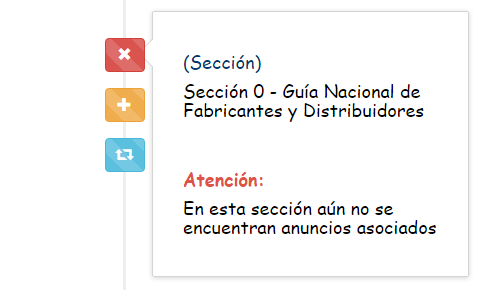 (Sección)
Sección 0 - Guía Nacional de
Fabricantes y Distribuidores
Atención:
En esta sección aún no se
encuentran anuncios asociados